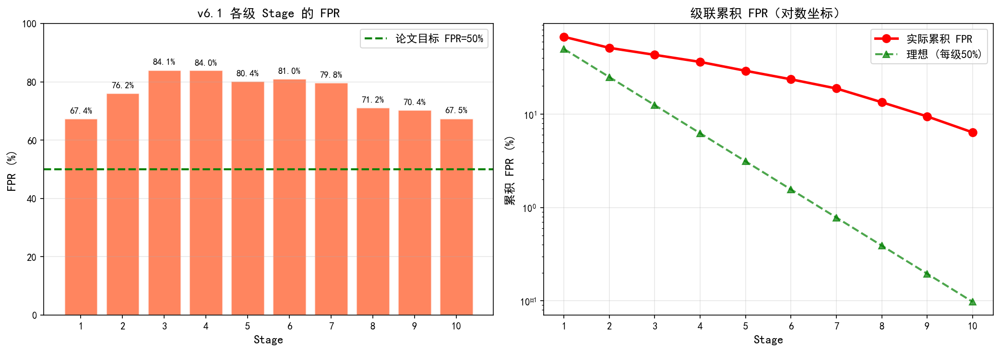 v6.1 各级 Stage 的 FPR
论文目标 FPR=50%
FPR (%)
100
80
60
40
20
0
67.4%
76.2%
84.1%
84.0%
80.4%
81.0%
79.8%
71.2%
70.4%
67.5%
1 2 3 4 5 6 7 8 9 10
Stage
级联累积 FPR（对数坐标）
实际累积 FPR
理想 (每级50%)
累积 FPR (%)
10¹
10⁰
10¤¹
1 2 3 4 5 6 7 8 9 10
Stage